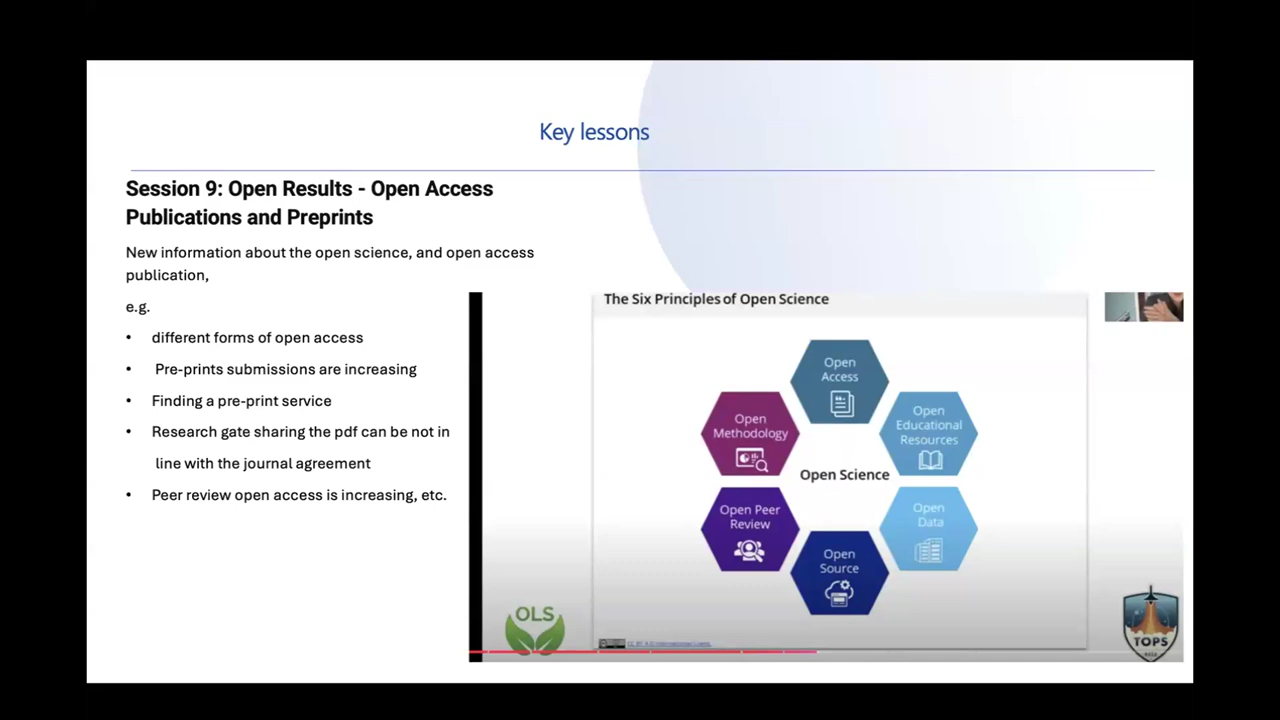 Key lessons
Session 9: Open Results - Open Access
Publications and Preprints
New information about the open science, and open access
publication,
e.g.
• different forms of open access
• Pre-prints submissions are increasing
• Finding a pre-print service
• Research gate sharing the pdf can be not in
line with the journal agreement
• Peer review open access is increasing, etc.
The Six Principles of Open Science
Open
Access
Open
Educational
Resources
Open
Data
Open
Source
Open Peer
Review
Open
Methodology
Open Science
OLS
TOPS